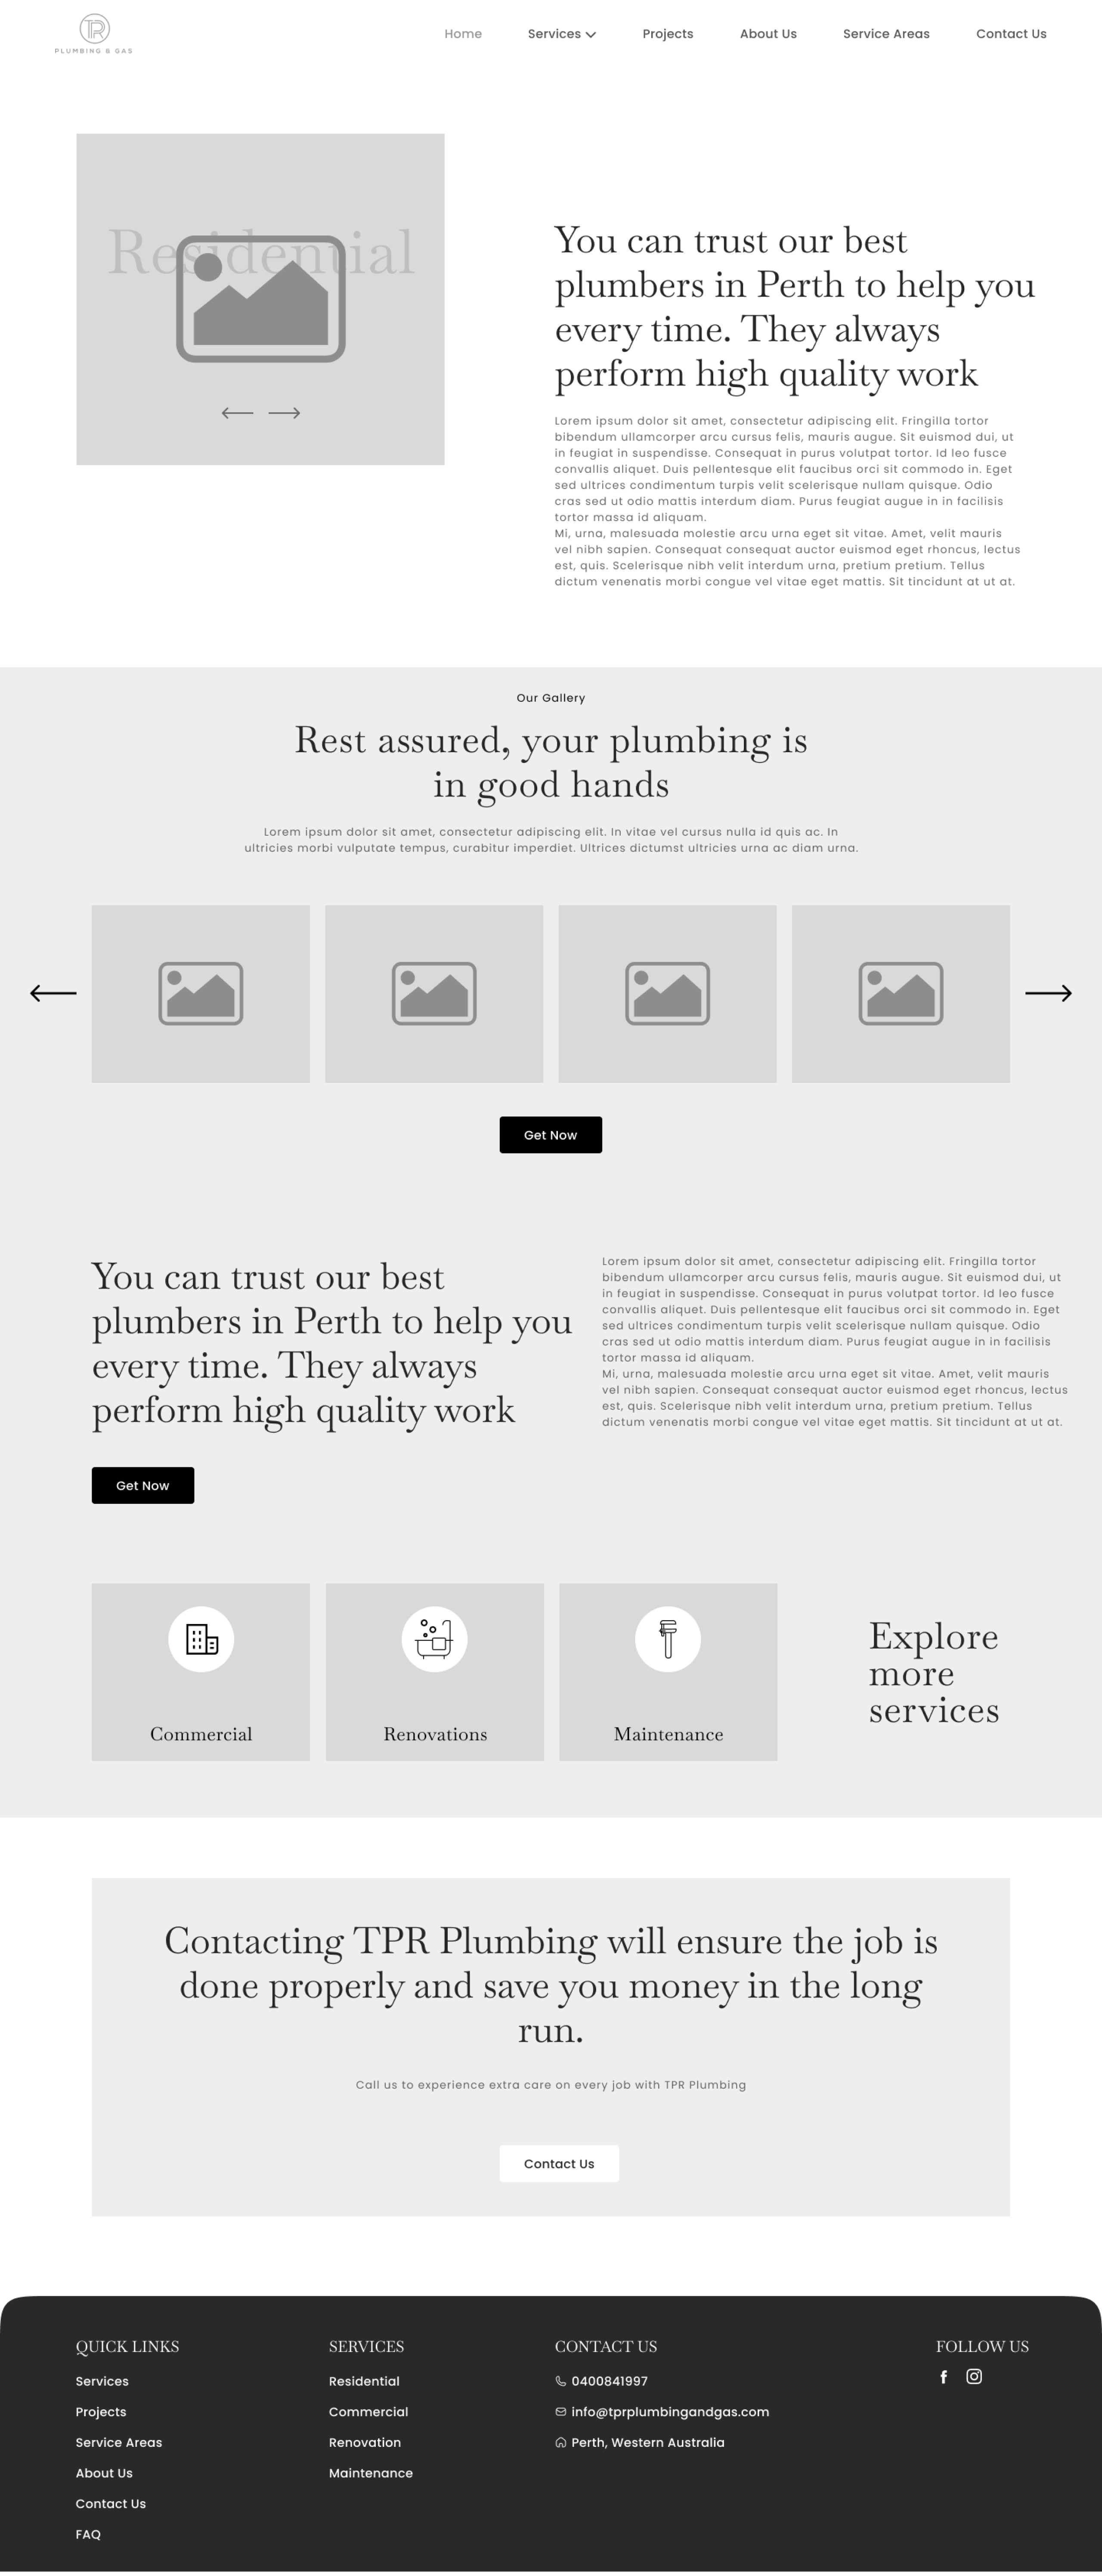 TPR
PLUMBING & GAS
Home
Services
Projects
About Us
Service Areas
Contact Us
Residential
You can trust our best
plumbers in Perth to help you
every time. They always
perform high quality work
Lorem ipsum dolor sit amet, consectetur adipiscing elit. Fringilla tortor
bibendum ullamcorper arcu cursus felis, mauris augue. Sit euismod dui, ut
in feugiat in suspendisse. Consequat in purus volutpat tortor. Id leo fusce
convallis aliquet. Duis pellentesque elit faucibus orci sit commodo in. Eget
sed ultrices condimentum turpis velit scelerisque nullam quisque. Odio
cras sed ut odio mattis interdum diam. Purus feugiat augue in in facilisis
tortor massa id aliquam.
Mi, urna, malesuada molestie arcu urna eget sit vitae. Amet, velit mauris
vel nibh sapien. Consequat consequat auctor euismod eget rhoncus, lectus
est, quis. Scelerisque nibh velit interdum urna, pretium pretium. Tellus
dictum venenatis morbi congue vel vitae eget mattis. Sit tincidunt at ut at.
Our Gallery
Rest assured, your plumbing is
in good hands
Lorem ipsum dolor sit amet, consectetur adipiscing elit. In vitae vel cursus nulla id quis ac. In
ultricies morbi vulputate tempus, curabitur imperdiet. Ultrices dictumst ultricies urna ac diam urna.
Get Now
You can trust our best
plumbers in Perth to help you
every time. They always
perform high quality work
Get Now
Lorem ipsum dolor sit amet, consectetur adipiscing elit. Fringilla tortor
bibendum ullamcorper arcu cursus felis, mauris augue. Sit euismod dui, ut
in feugiat in suspendisse. Consequat in purus volutpat tortor. Id leo fusce
convallis aliquet. Duis pellentesque elit faucibus orci sit commodo in. Eget
sed ultrices condimentum turpis velit scelerisque nullam quisque. Odio
cras sed ut odio mattis interdum diam. Purus feugiat augue in in facilisis
tortor massa id aliquam.
Mi, urna, malesuada molestie arcu urna eget sit vitae. Amet, velit mauris
vel nibh sapien. Consequat consequat auctor euismod eget rhoncus, lectus
est, quis. Scelerisque nibh velit interdum urna, pretium pretium. Tellus
dictum venenatis morbi congue vel vitae eget mattis. Sit tincidunt at ut at.
Commercial
Renovations
Maintenance
Explore
more
services
Contacting TPR Plumbing will ensure the job is
done properly and save you money in the long
run.
Call us to experience extra care on every job with TPR Plumbing
Contact Us
QUICK LINKS
Services
Projects
Service Areas
About Us
Contact Us
FAQ
SERVICES
Residential
Commercial
Renovation
Maintenance
CONTACT US
0400841997
info@tprplumbingandgas.com
Perth, Western Australia
FOLLOW US